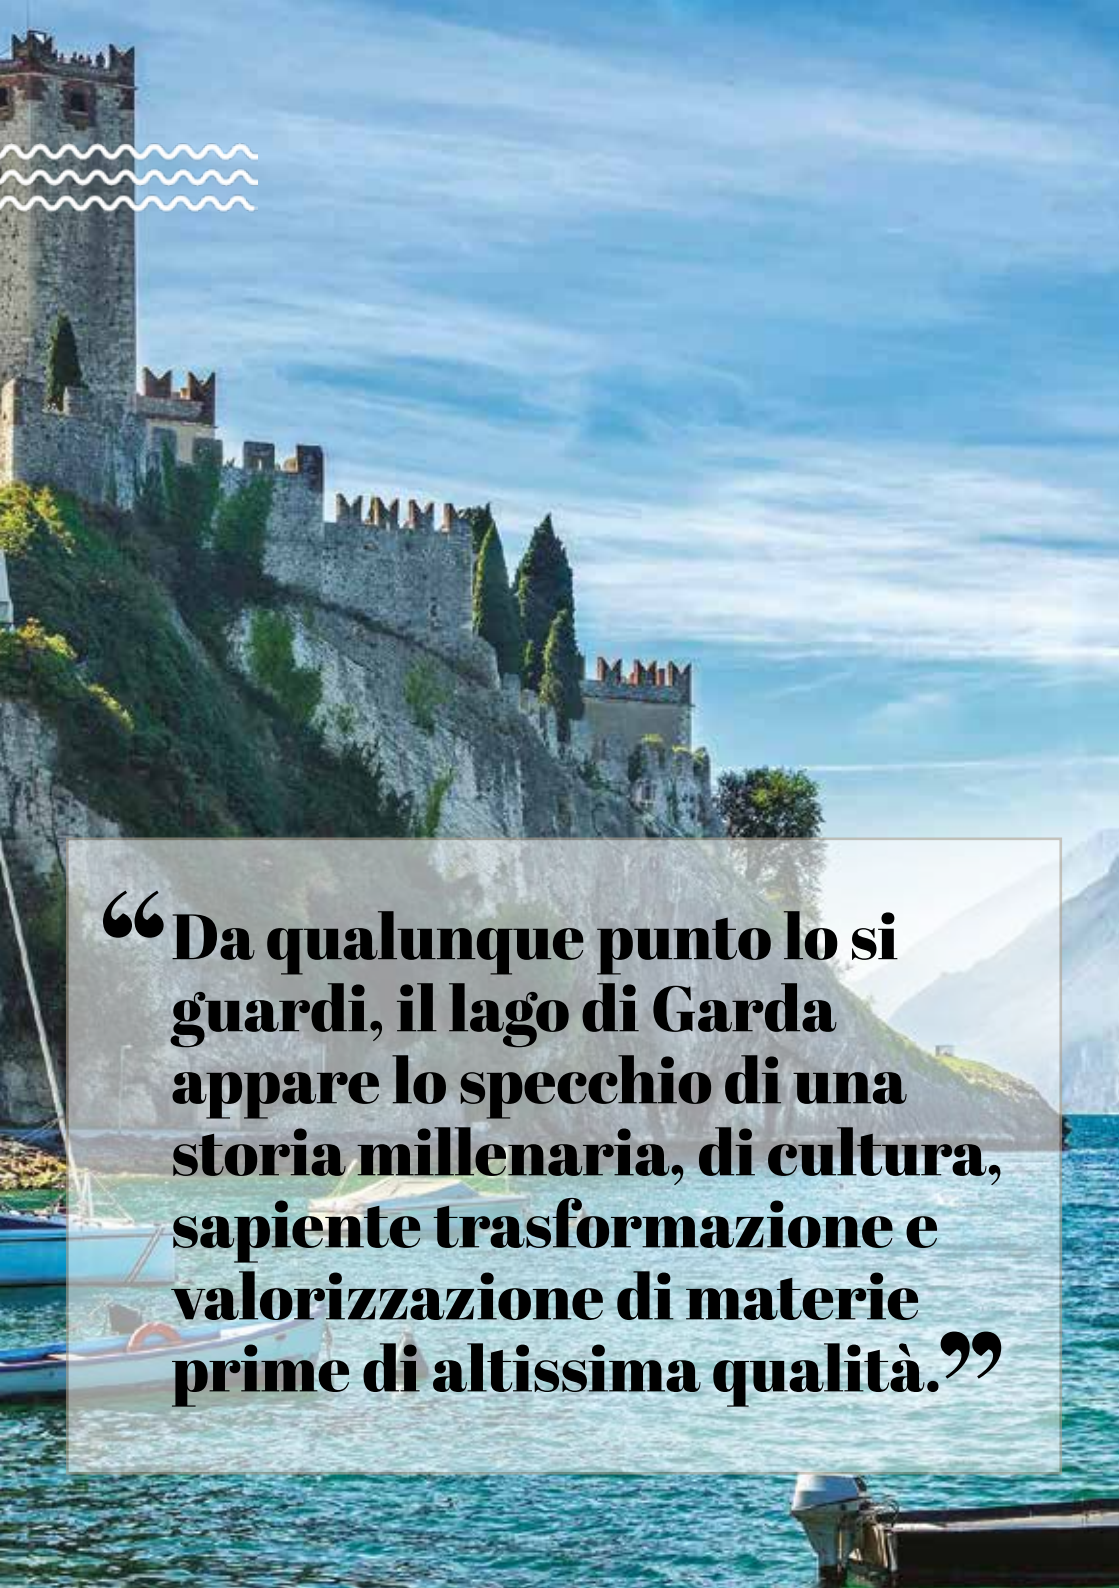 “Da qualunque punto lo si
guardi, il lago di Garda
appare lo specchio di una
storia millenaria, di cultura,
sapiente trasformazione e
valorizzazione di materie
prime di altissima qualità.”